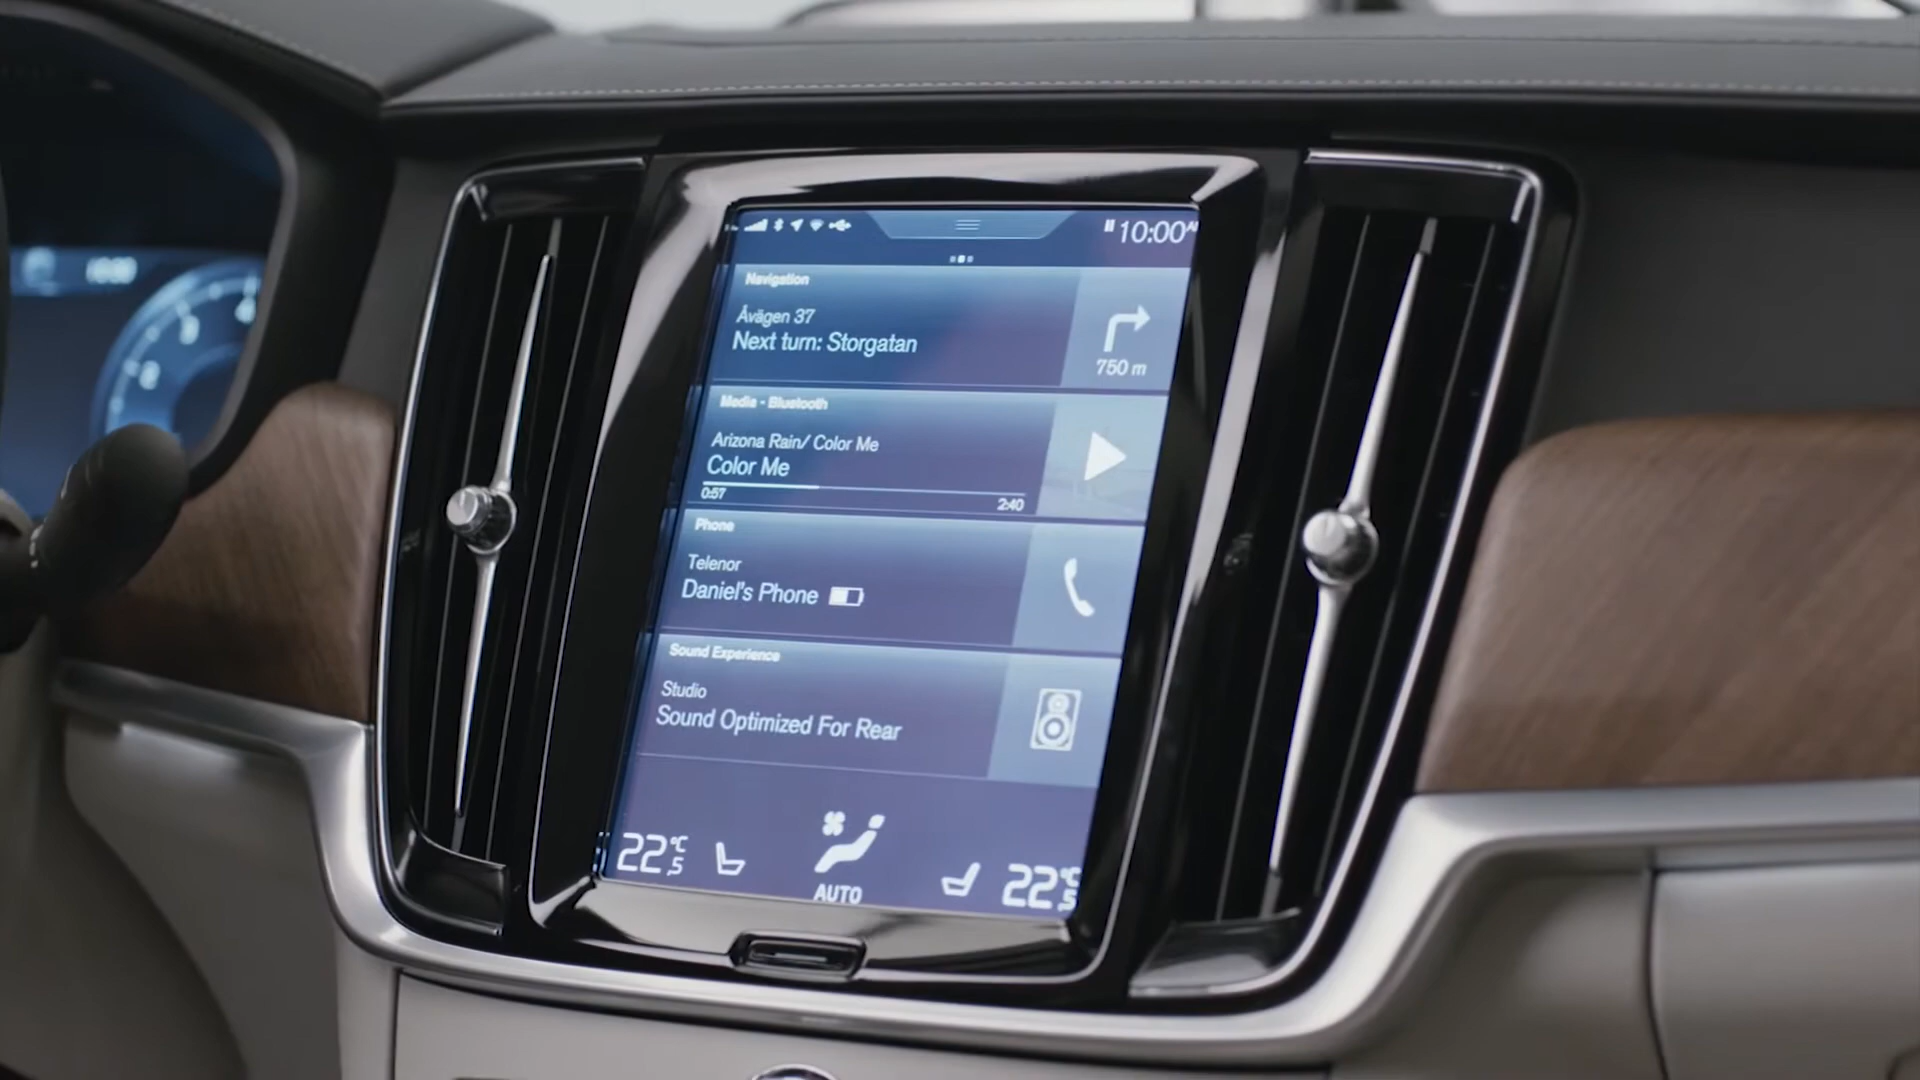 10:00AM
Navigation
Åvägen 37
Next turn: Storgatan
750 m
Media - Bluetooth
Arizona Rain/ Color Me
Color Me
0:57
2:40
Phone
Telenor
Daniel's Phone
Sound Experience
Studio
Sound Optimized For Rear
22.5°C
AUTO
22.5°C